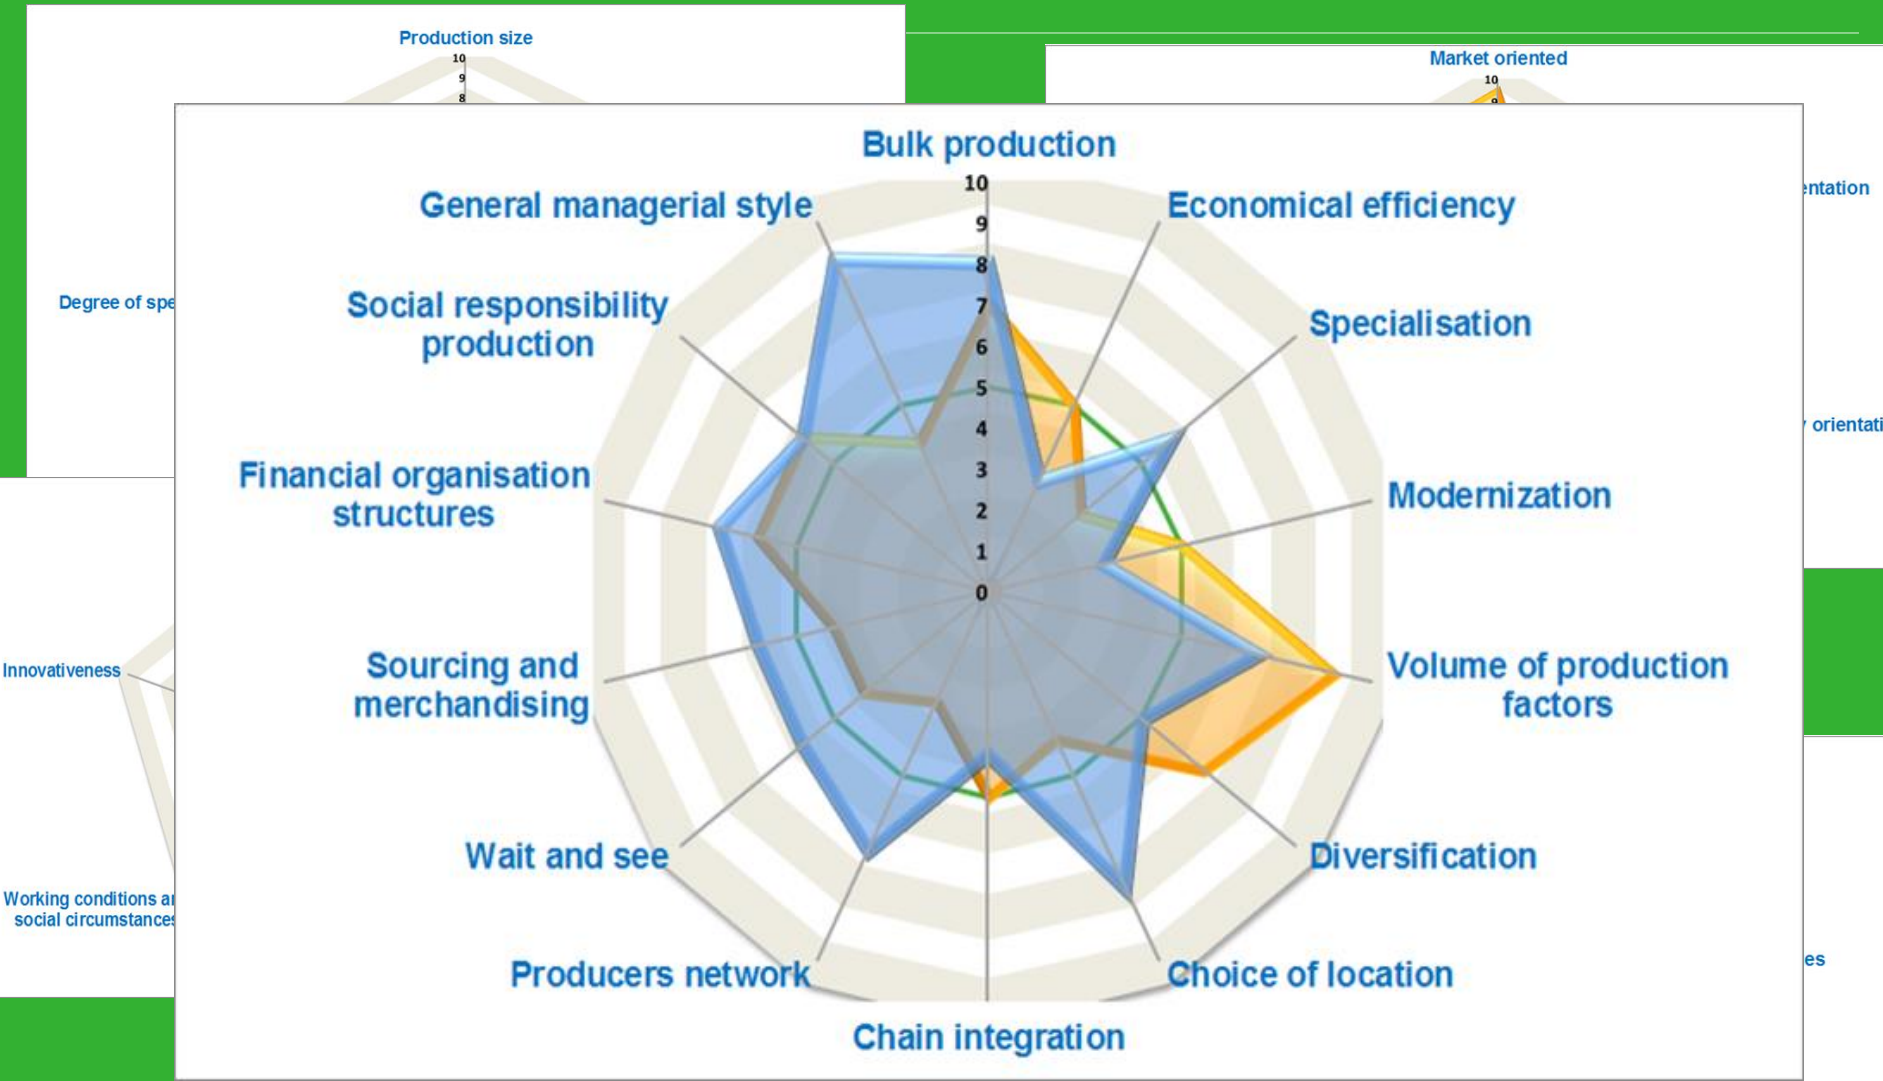 Production size
10
9
8
Market oriented
10
9
entation
Degree of spe
orientati
Innovativeness
Working conditions a
social circumstances
es
Bulk production
Economical efficiency
Specialisation
Modernization
Volume of production
factors
Diversification
Choice of location
Chain integration
Producers network
Wait and see
Sourcing and
merchandising
Financial organisation
structures
Social responsibility
production
General managerial style
10
9
8
7
6
5
4
3
2
1
0